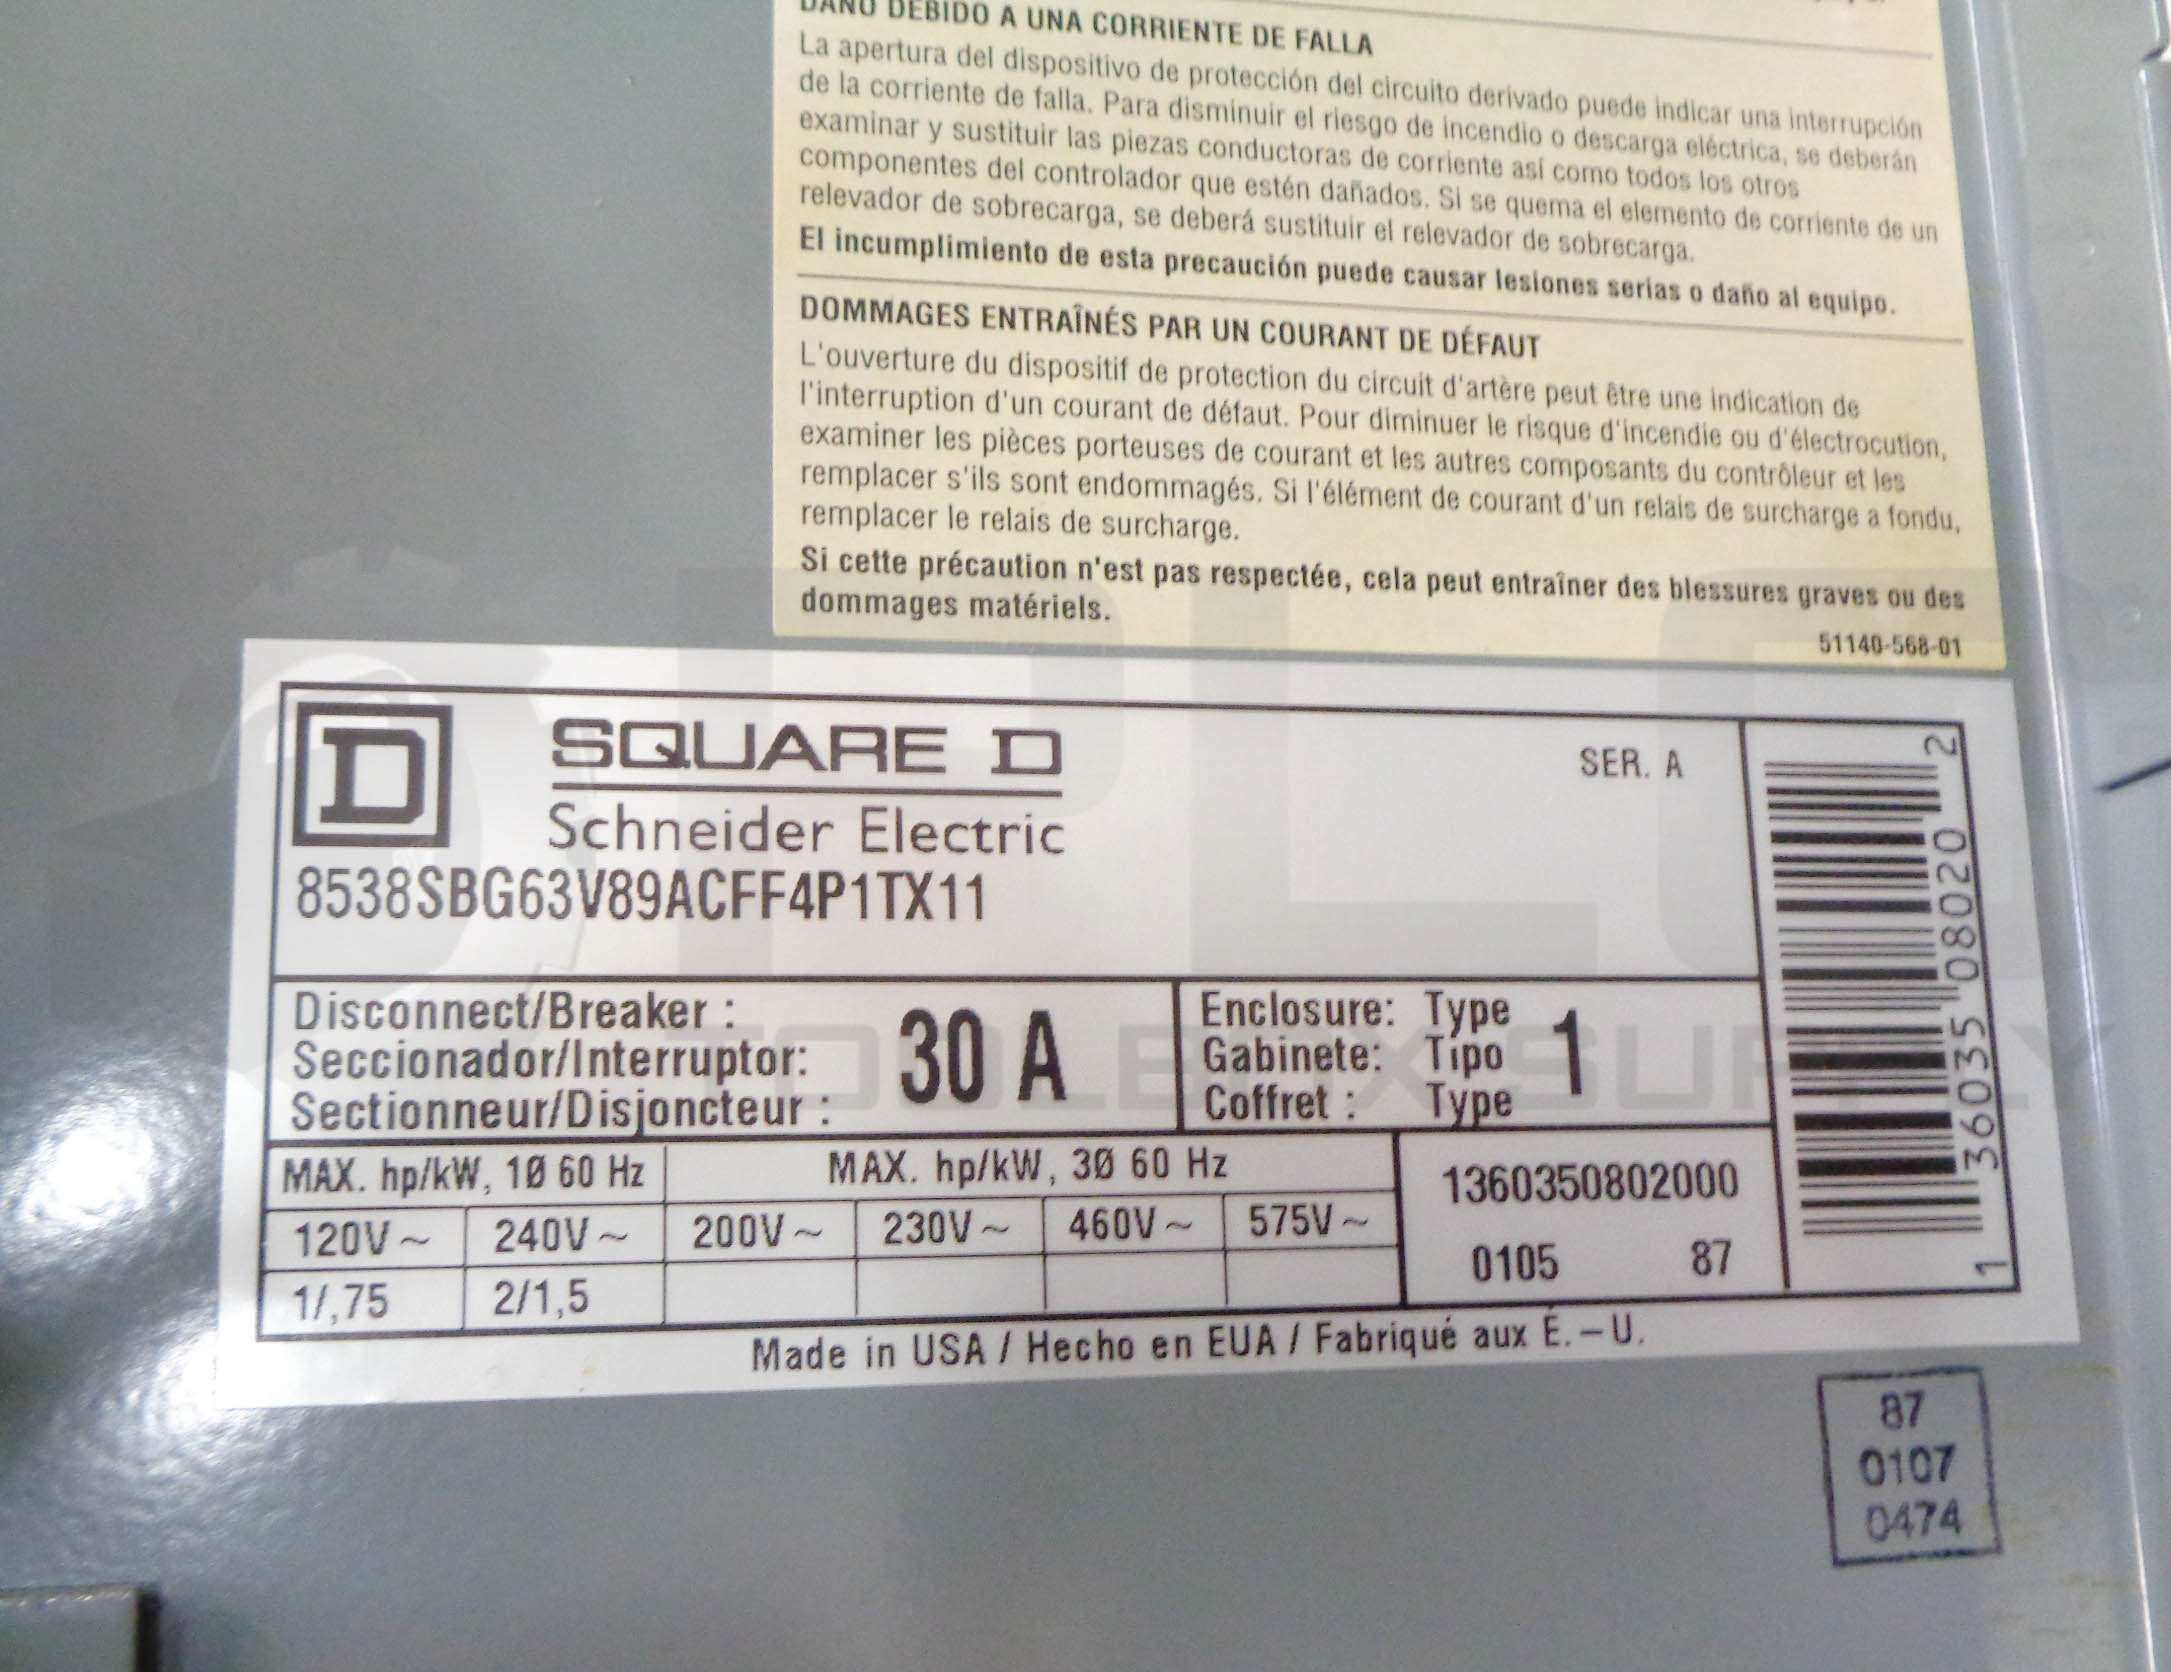 DAÑO DEBIDO A UNA CORRIENTE DE FALLA
La apertura del dispositivo de protección del circuito derivado puede indicar una interrupción
de la corriente de falla. Para disminuir el riesgo de incendio o descarga eléctrica, se deberán
examinar y sustituir las piezas conductoras de corriente así como todos los otros
componentes del controlador que estén dañados. Si se quema el elemento de corriente de un
relevador de sobrecarga, se deberá sustituir el relevador de sobrecarga.
El incumplimiento de esta precaución puede causar lesiones serias o daño al equipo.
DOMMAGES ENTRAÎNÉS PAR UN COURANT DE DÉFAUT
L'ouverture du dispositif de protection du circuit d'artère peut être une indication de
l'interruption d'un courant de défaut. Pour diminuer le risque d'incendie ou d'électrocution,
examiner les pièces porteuses de courant et les autres composants du contrôleur et les
remplacer s'ils sont endommagés. Si l'élément de courant d'un relais de surcharge a fondu,
remplacer le relais de surcharge.
Si cette précaution n'est pas respectée, cela peut entraîner des blessures graves ou des
dommages matériels.
51140-568-01
D SQUARE D
SER. A
Schneider Electric
8538SBG63V89ACFF4P1TX11
Disconnect/Breaker :
Seccionador/Interruptor:
Sectionneur/Disjoncteur :
30 A
Enclosure: Type
Gabinete: Tipo
Coffret : Type
1
MAX. hp/kW, 1Ø 60 Hz
MAX. hp/kW, 3Ø 60 Hz
120V~ 240V~ 200V~ 230V~ 460V~ 575V~
1/,75 2/1,5
1360350802000
0105 87
Made in USA / Hecho en EUA / Fabriqué aux É.-U.
1 36035 08020 2
87
0107
0474
PLC
TOOLBOX SUPPLY